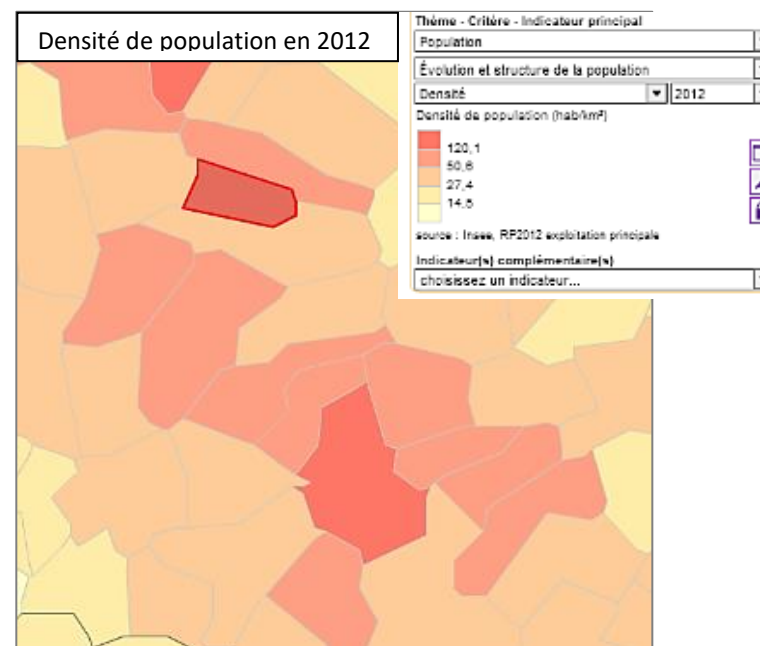 Densité de population en 2012
Thème - Critère - Indicateur principal
Population
Évolution et structure de la population
Densité 2012
Densité de population (hab/km²)
120,1
50,6
27,4
14,5
source : Insee, RP2012 exploitation principale
Indicateur(s) complémentaire(s)
choisissez un indicateur...